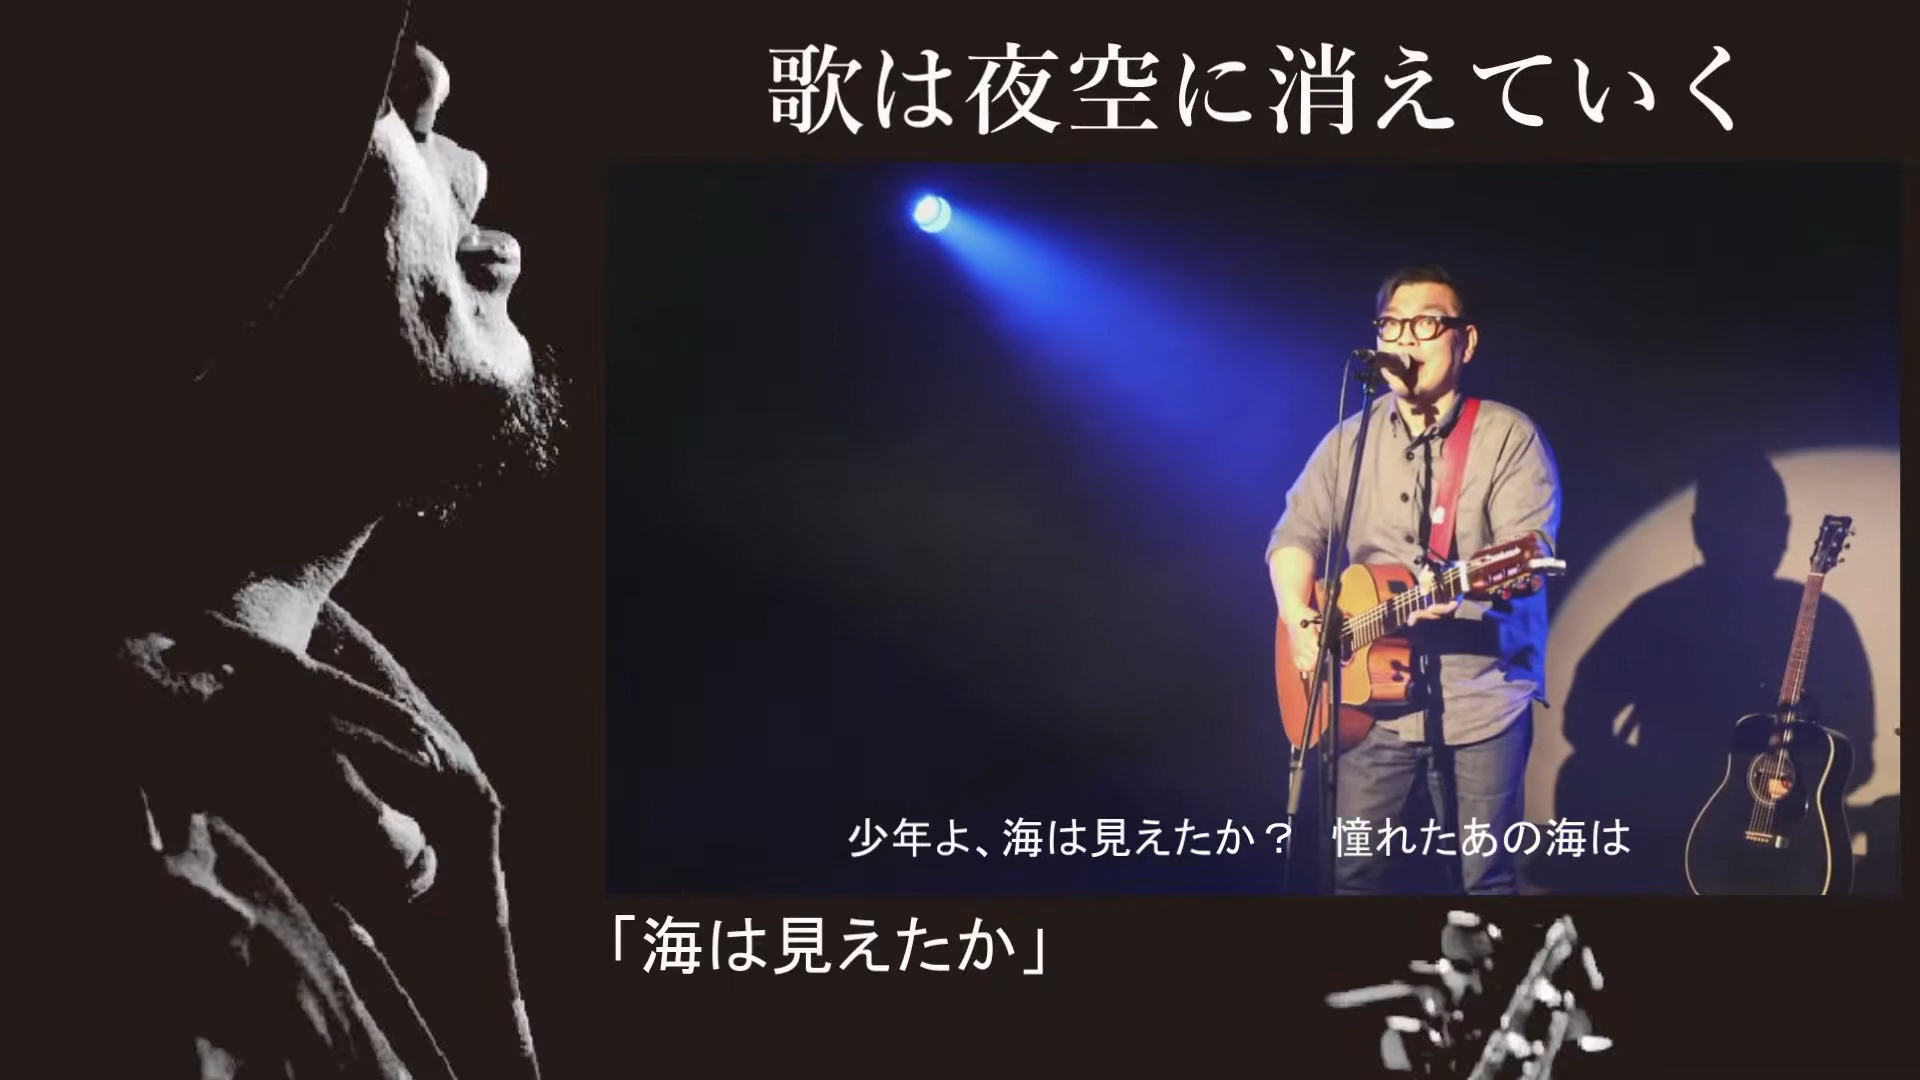 歌は夜空に消えていく
少年よ、海は見えたか？　憧れたあの海は
「海は見えたか」